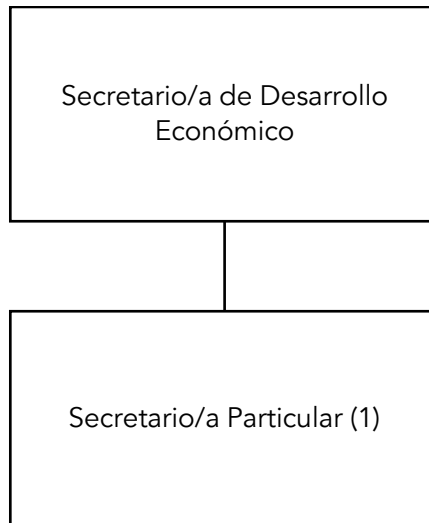 Secretario/a de Desarrollo
Económico
Secretario/a Particular (1)